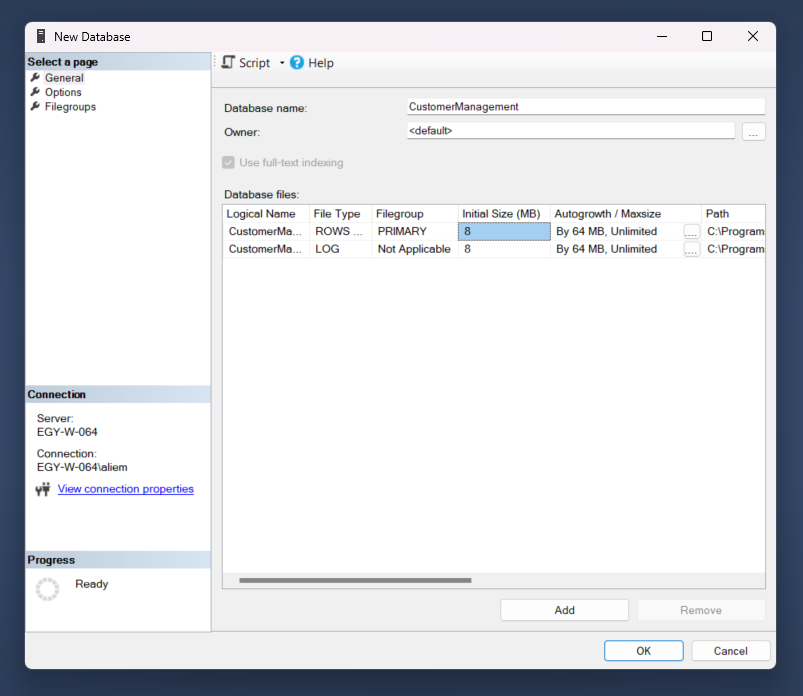 New Database
Select a page
General
Options
Filegroups
Script
Help
Database name:
CustomerManagement
Owner:
<default>
...
Use full-text indexing
Database files:
Logical Name File Type Filegroup Initial Size (MB) Autogrowth / Maxsize Path
CustomerMa... ROWS ... PRIMARY 8 By 64 MB, Unlimited .... C:\Program
CustomerMa... LOG Not Applicable 8 By 64 MB, Unlimited .... C:\Program
Connection
Server:
EGY-W-064
Connection:
EGY-W-064\aliem
View connection properties
Progress
Ready
Add
Remove
OK
Cancel